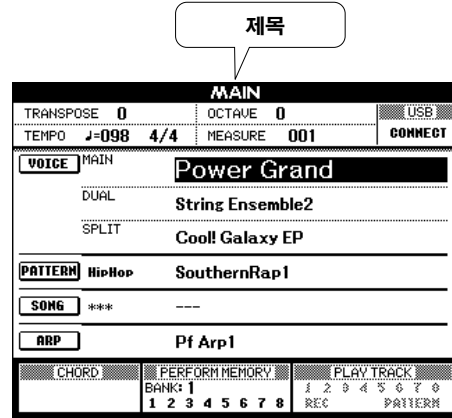 제목
MAIN
TRANSPOSE 0 OCTAVE 0 USB
TEMPO ♩=098 4/4 MEASURE 001 CONNECT
VOICE MAIN Power Grand
DUAL String Ensemble2
SPLIT Cool! Galaxy EP
PATTERN HipHop SouthernRap1
SONG *** ---
ARP Pf Arp1
CHORD PERFORM MEMORY PLAY TRACK
BANK: 1 1 2 3 4 5 6 7 8
1 2 3 4 5 6 7 8 REC PATTERN